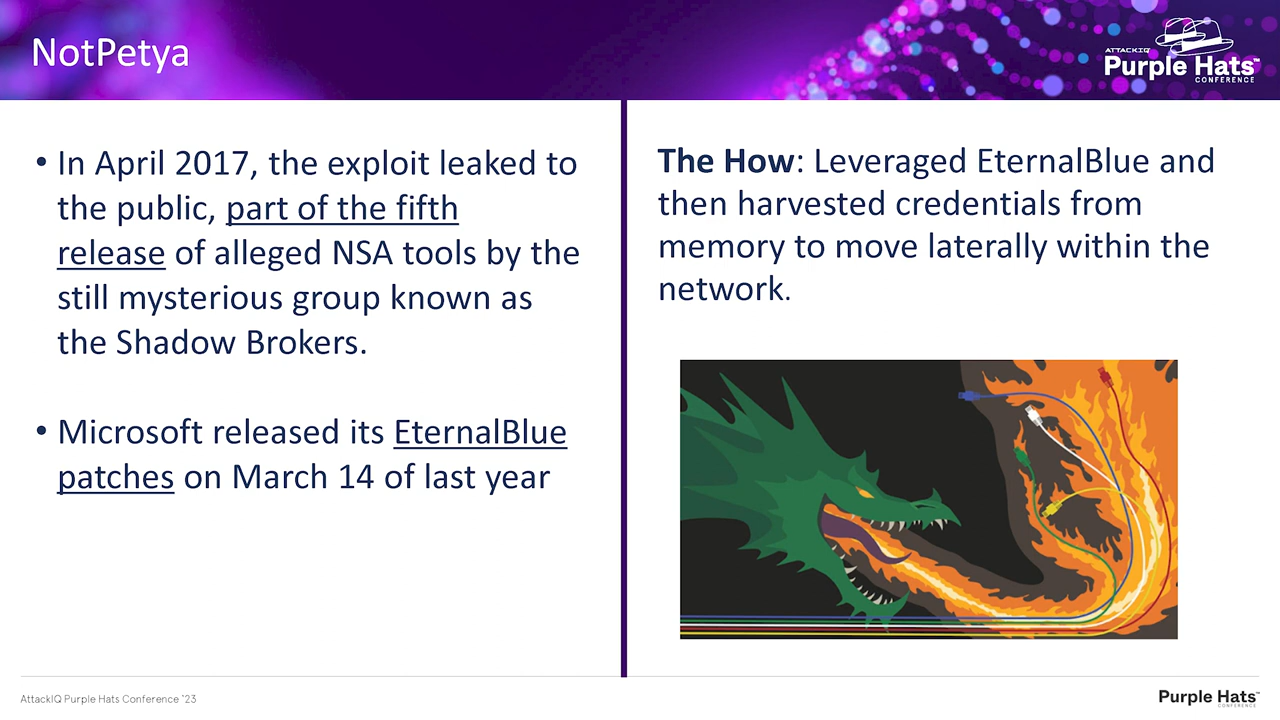 NotPetya
ATTACKIQ
Purple Hats™
CONFERENCE
• In April 2017, the exploit leaked to
the public, part of the fifth
release of alleged NSA tools by the
still mysterious group known as
the Shadow Brokers.
• Microsoft released its EternalBlue
patches on March 14 of last year
The How: Leveraged EternalBlue and
then harvested credentials from
memory to move laterally within the
network.
AttackIQ Purple Hats Conference ‘23
Purple Hats™
CONFERENCE